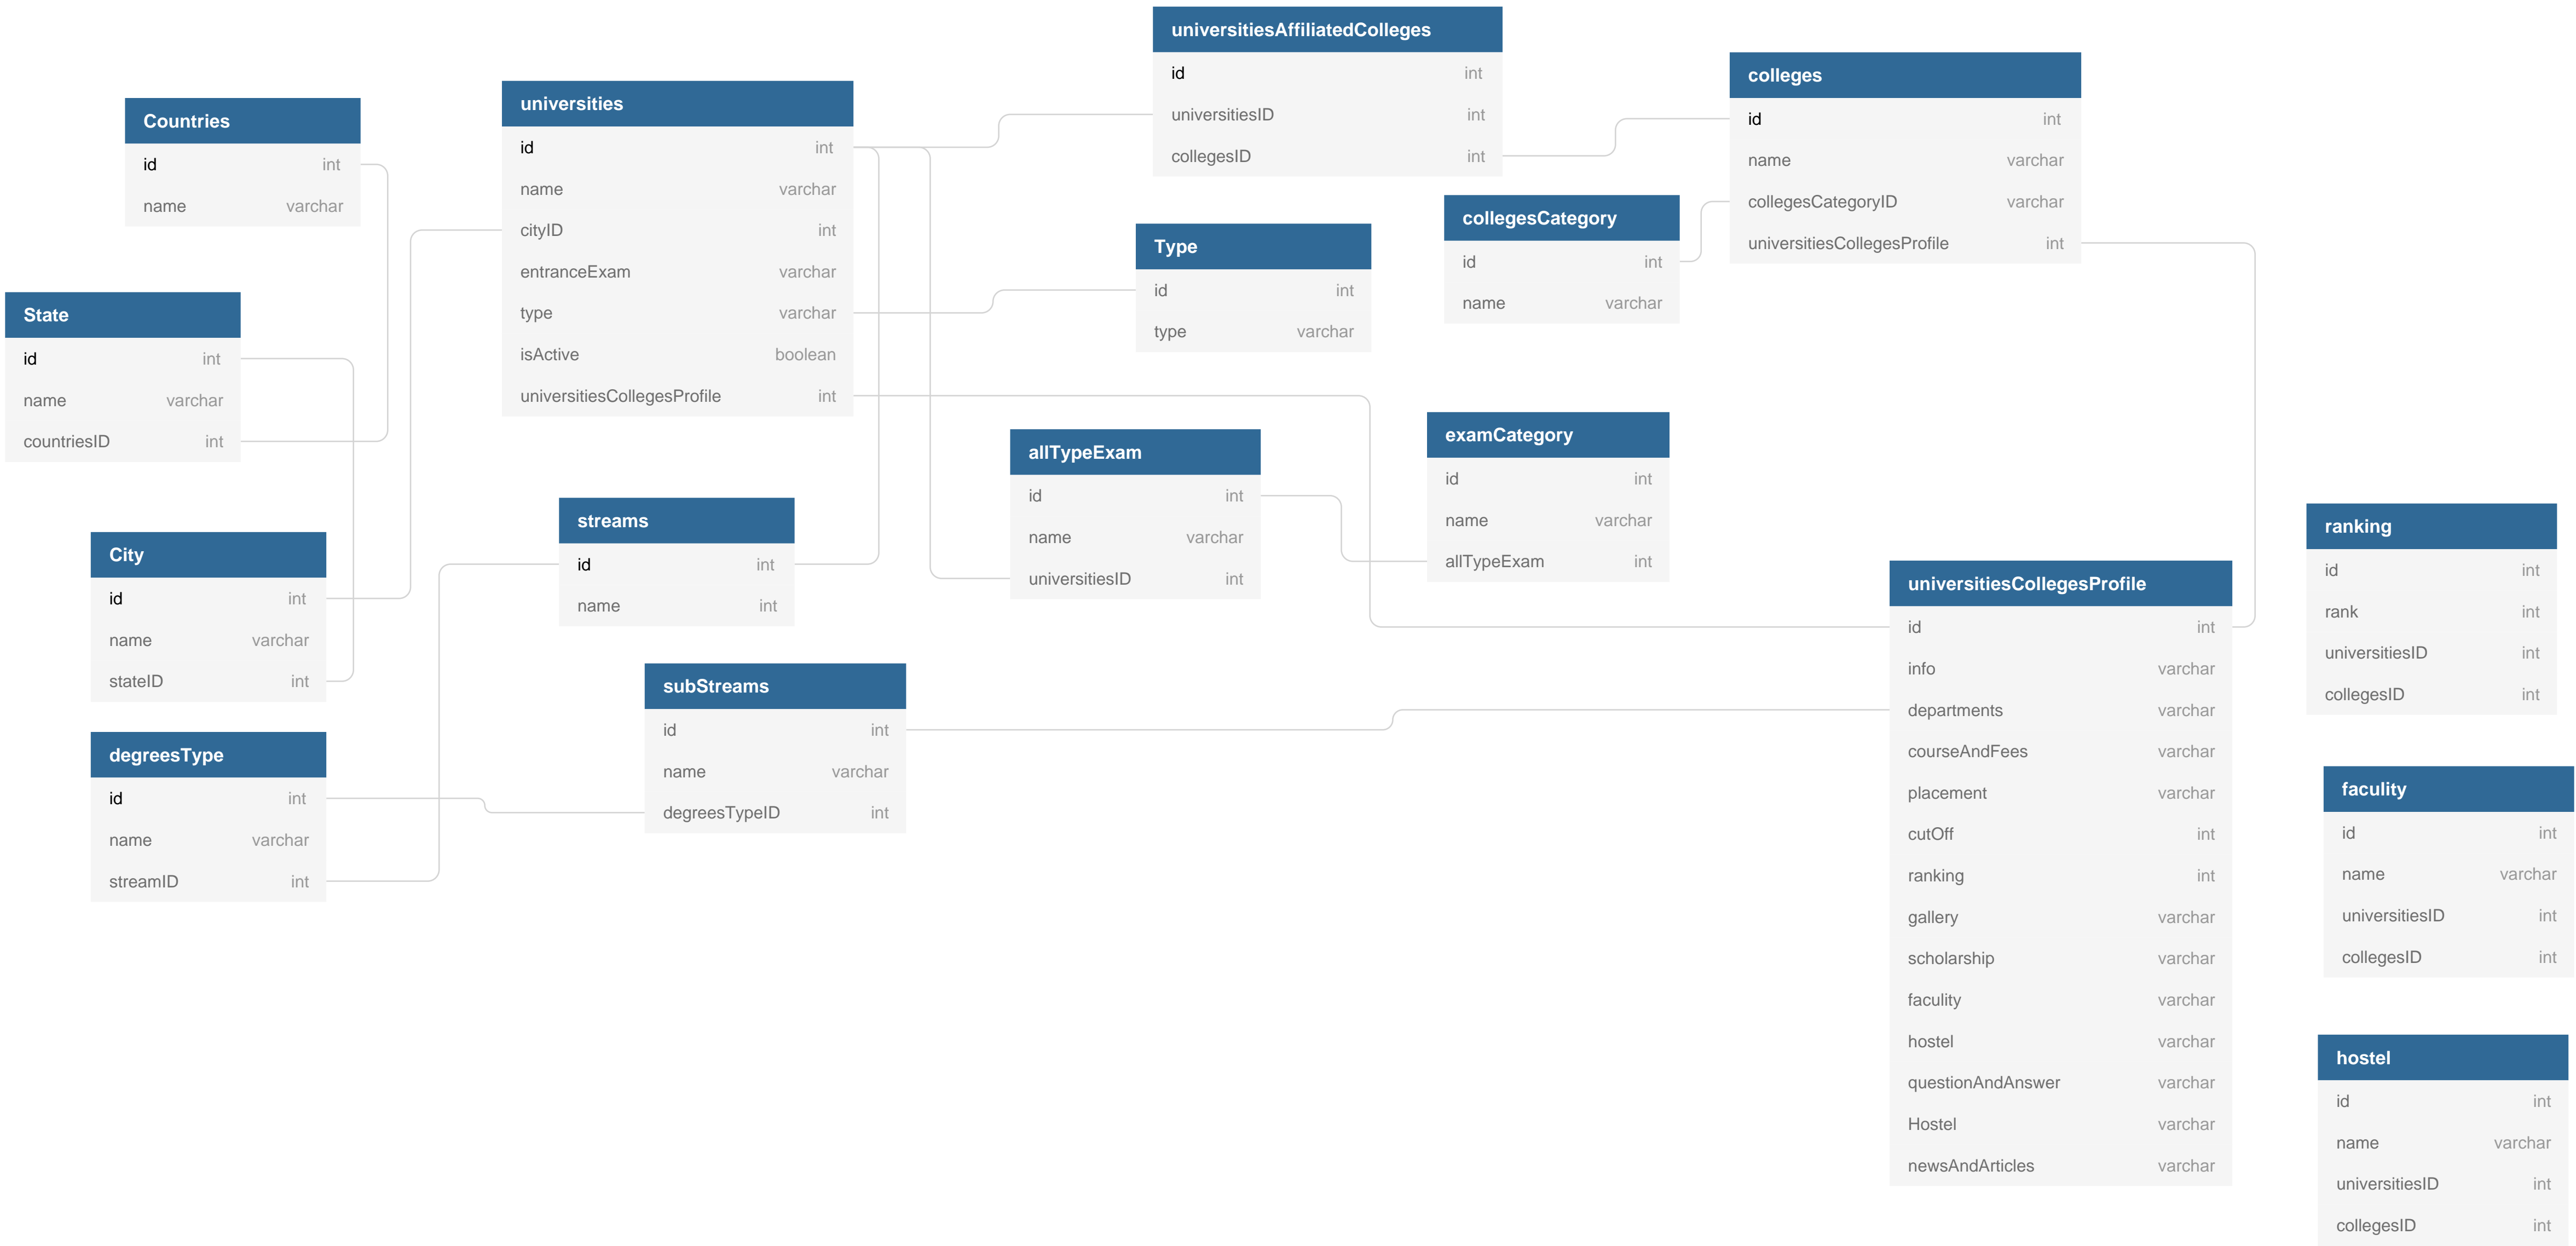 universitiesAffiliatedColleges
id int
universitiesID int
collegesID int
colleges
id int
name varchar
collegesCategoryID varchar
universitiesCollegesProfile int
universities
id int
name varchar
cityID int
entranceExam varchar
type varchar
isActive boolean
universitiesCollegesProfile int
Countries
id int
name varchar
collegesCategory
id int
name varchar
Type
id int
type varchar
State
id int
name varchar
countriesID int
examCategory
id int
name varchar
allTypeExam int
allTypeExam
id int
name varchar
universitiesID int
streams
id int
name int
ranking
id int
rank int
universitiesID int
collegesID int
City
id int
name varchar
stateID int
universitiesCollegesProfile
id int
info varchar
departments varchar
courseAndFees varchar
placement varchar
cutOff int
ranking int
gallery varchar
scholarship varchar
faculity varchar
hostel varchar
questionAndAnswer varchar
Hostel varchar
newsAndArticles varchar
subStreams
id int
name varchar
degreesTypeID int
degreesType
id int
name varchar
streamID int
faculity
id int
name varchar
universitiesID int
collegesID int
hostel
id int
name varchar
universitiesID int
collegesID int